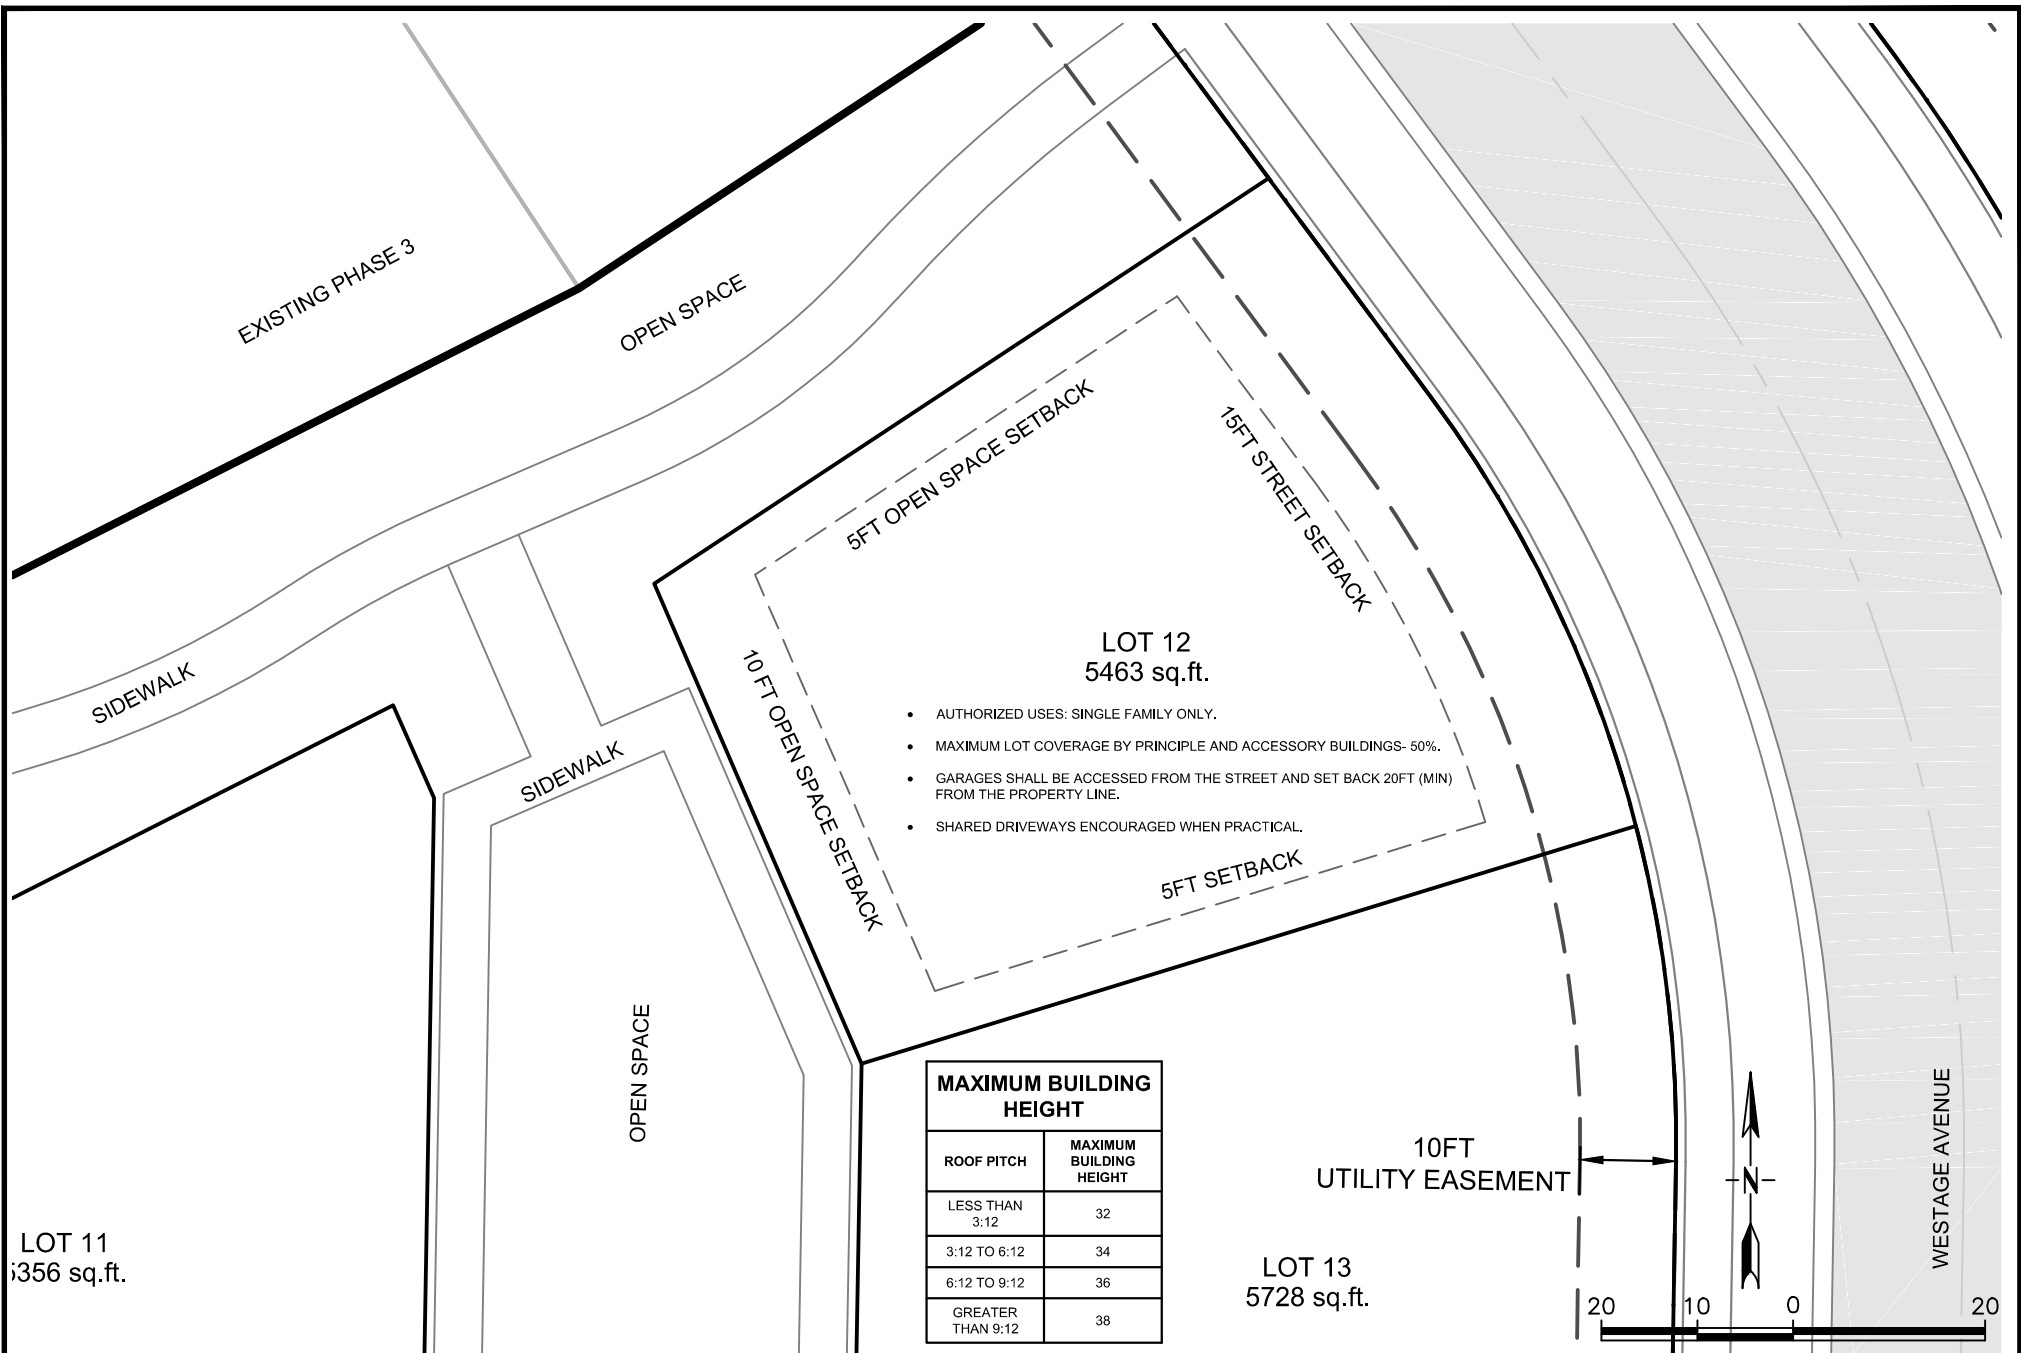 EXISTING PHASE 3
OPEN SPACE
5FT OPEN SPACE SETBACK
15FT STREET SETBACK
LOT 12
5463 sq.ft.
• AUTHORIZED USES: SINGLE FAMILY ONLY.
• MAXIMUM LOT COVERAGE BY PRINCIPLE AND ACCESSORY BUILDINGS- 50%.
• GARAGES SHALL BE ACCESSED FROM THE STREET AND SET BACK 20FT (MIN)
FROM THE PROPERTY LINE.
• SHARED DRIVEWAYS ENCOURAGED WHEN PRACTICAL.
10 FT OPEN SPACE SETBACK
5FT SETBACK
SIDEWALK
SIDEWALK
OPEN SPACE
MAXIMUM BUILDING
HEIGHT
ROOF PITCH
MAXIMUM
BUILDING
HEIGHT
LESS THAN
3:12
32
3:12 TO 6:12
34
6:12 TO 9:12
36
GREATER
THAN 9:12
38
10FT
UTILITY EASEMENT
LOT 11
356 sq.ft.
LOT 13
5728 sq.ft.
N
WESTAGE AVENUE
20 10 0 20